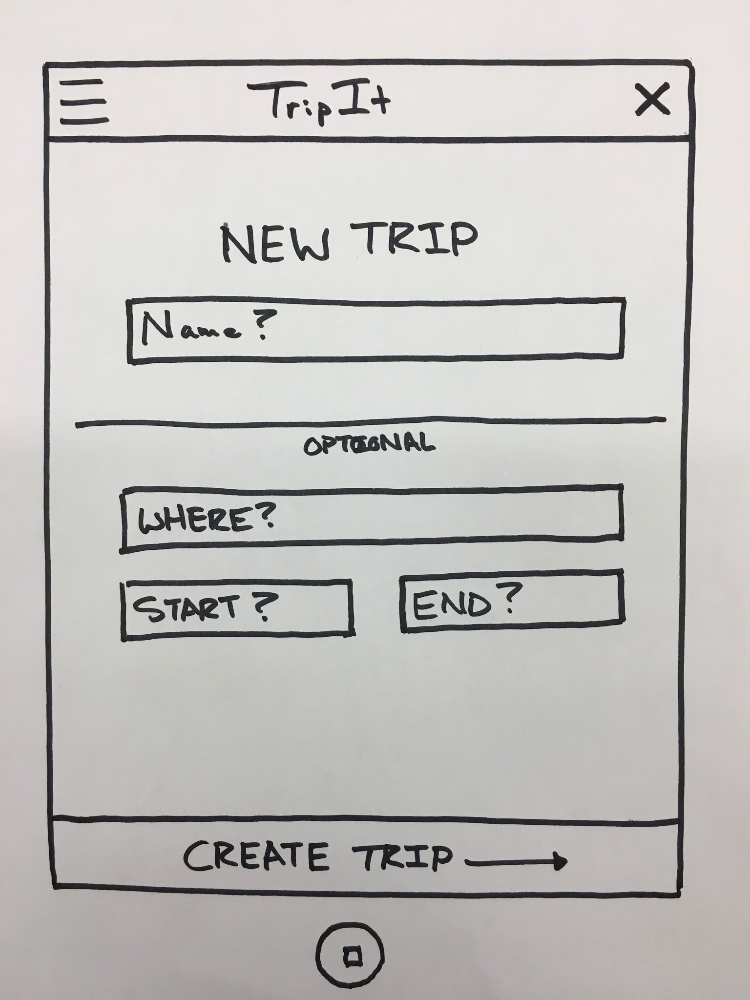 TripIt X
NEW TRIP
Name?
OPTIONAL
WHERE?
START? END?
CREATE TRIP →